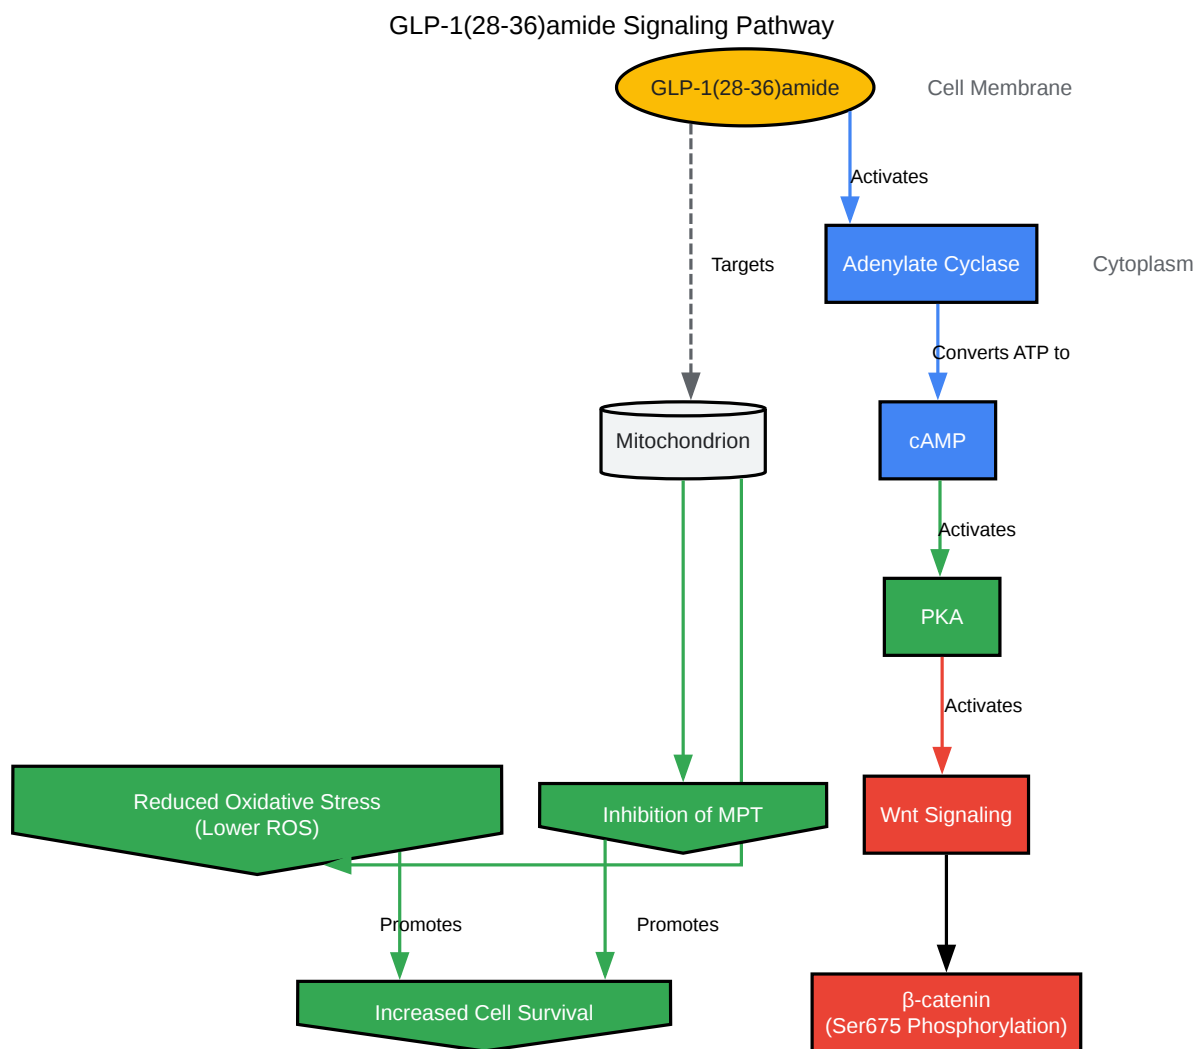 GLP-1(28-36)amide Signaling Pathway
GLP-1(28-36)amide
Cell Membrane
Activates
Targets
Adenylate Cyclase
Cytoplasm
Converts ATP to
Mitochondrion
cAMP
Activates
PKA
Activates
Reduced Oxidative Stress
(Lower ROS)
Inhibition of MPT
Wnt Signaling
Promotes
Promotes
Increased Cell Survival
β-catenin
(Ser675 Phosphorylation)